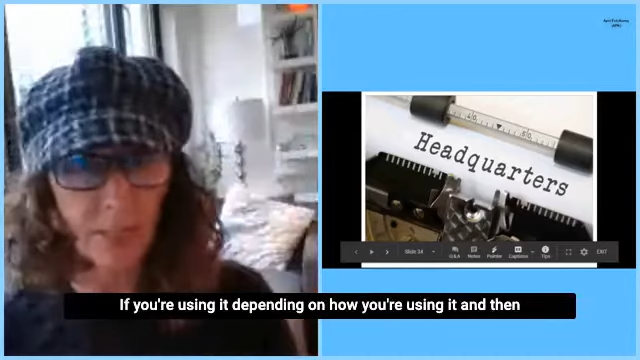 Headquarters
Slide 34
Q&A Notes Pointer Captions Tips EXIT
If you're using it depending on how you're using it and then